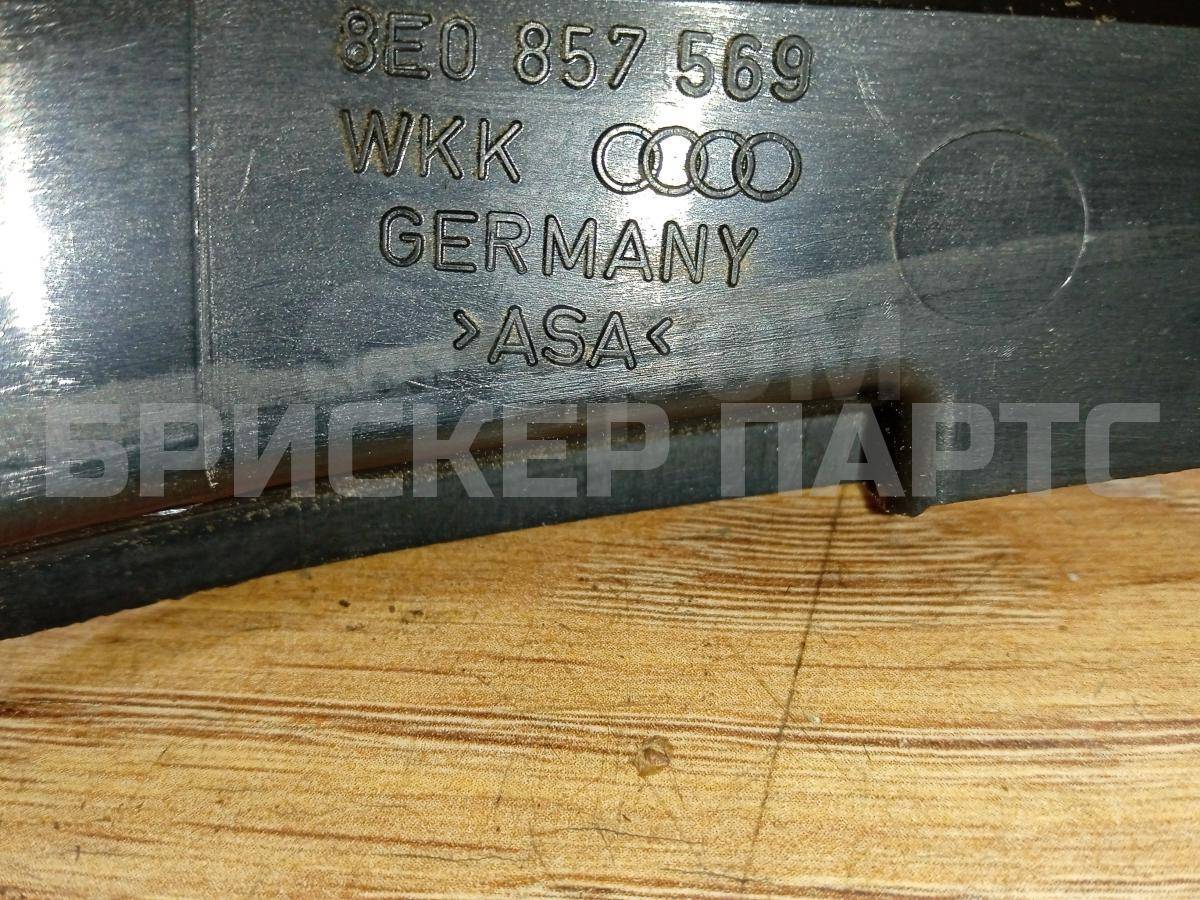 8E0 857 569
WKK
GERMANY
>ASA<
БРИСКЕР ПАРТС